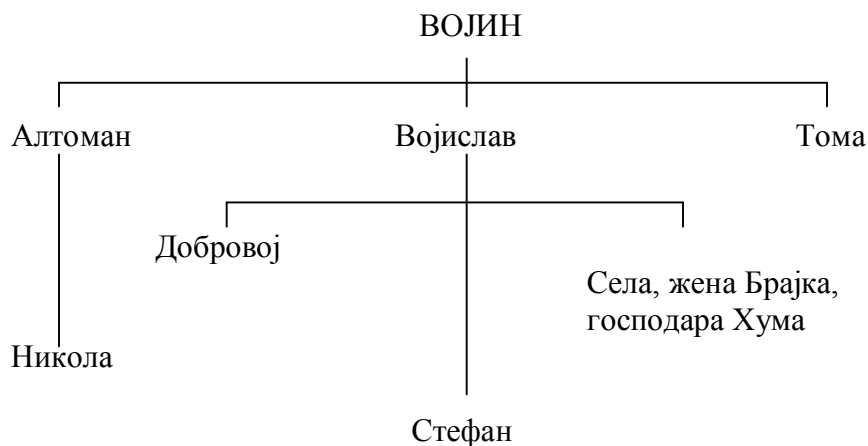 ВОЈИН
Алтоман
Војислав
Тома
Добровој
Села, жена Брајка,
господара Хума
Никола
Стефан